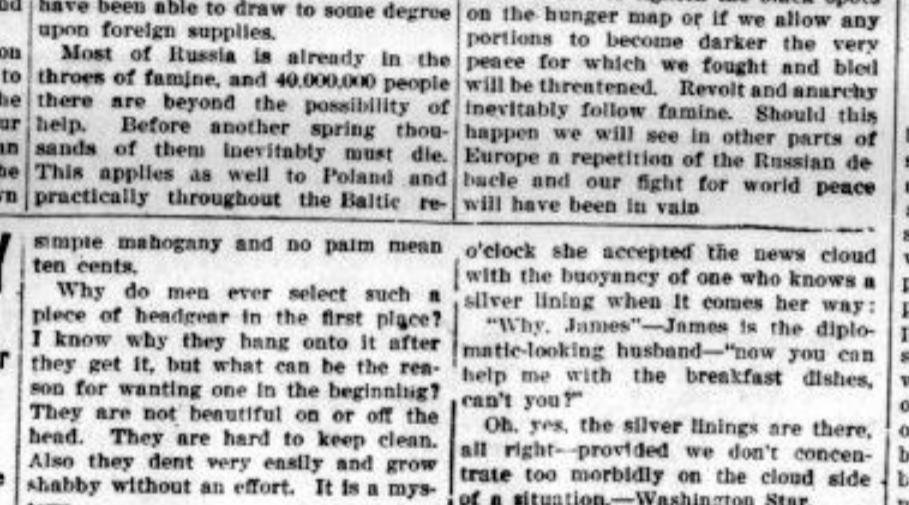 have been able to draw to some degree
upon foreign supplies.
Most of Russia is already in the
throes of famine, and 40,000,000 people
there are beyond the possibility of
help. Before another spring thou-
sands of them inevitably must die.
This applies as well to Poland and
practically throughout the Baltic re-
on the hunger map or if we allow any
portions to become darker the very
peace for which we fought and bled
will be threatened. Revolt and anarchy
inevitably follow famine. Should this
happen we will see in other parts of
Europe a repetition of the Russian de-
bacle and our fight for world peace
will have been in vain
simple mahogany and no palm mean
ten cents.
Why do men ever select such a
piece of headgear in the first place?
I know why they hang onto it after
they get it, but what can be the rea-
son for wanting one in the beginning?
They are not beautiful on or off the
head. They are hard to keep clean.
Also they dent very easily and grow
shabby without an effort. It is a mys-
o'clock she accepted the news cloud
with the buoyancy of one who knows a
silver lining when it comes her way:
"Why, James"—James is the diplo-
matic-looking husband—"now you can
help me with the breakfast dishes,
can't you?"
Oh, yes, the silver linings are there,
all right—provided we don't concen-
trate too morbidly on the cloud side
of a situation.—Washington Star.